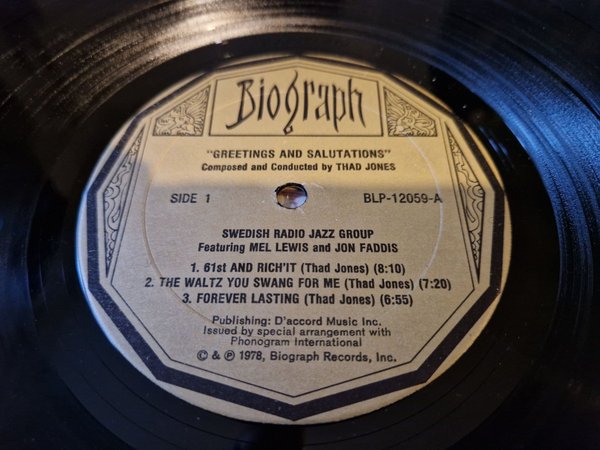 Biograph
"GREETINGS AND SALUTATIONS"
Composed and Conducted by THAD JONES
SIDE 1 BLP-12059-A
SWEDISH RADIO JAZZ GROUP
Featuring MEL LEWIS and JON FADDIS
1. 61st AND RICH'IT (Thad Jones) (8:10)
2. THE WALTZ YOU SWANG FOR ME (Thad Jones) (7:20)
3. FOREVER LASTING (Thad Jones) (6:55)
Publishing: D'accord Music Inc.
Issued by special arrangement with
Phonogram International
© & ℗ 1978, Biograph Records, Inc.